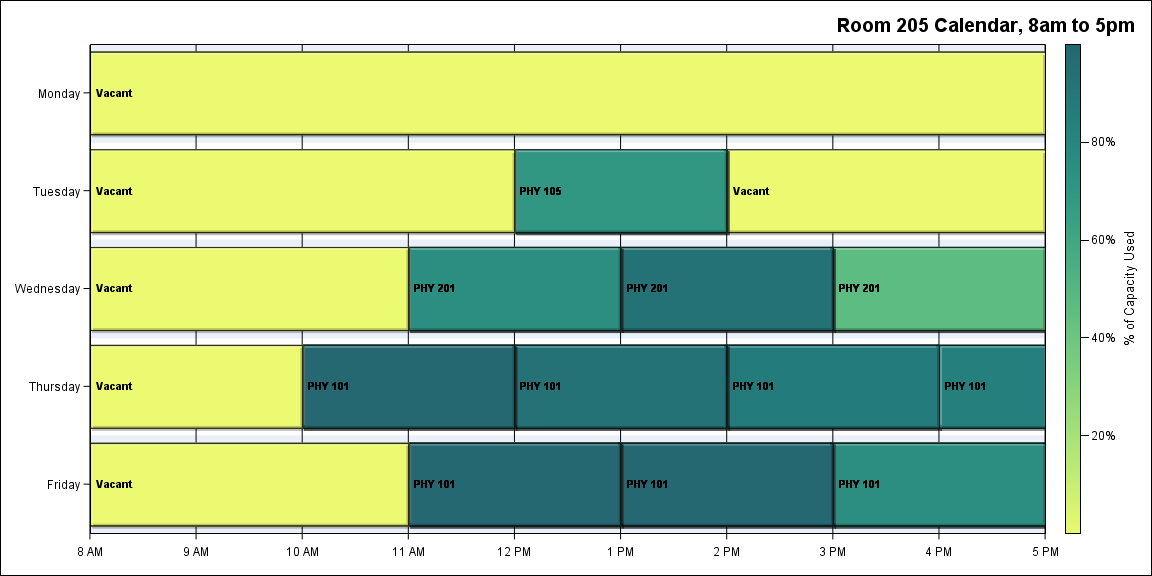 Room 205 Calendar, 8am to 5pm
Monday
Vacant
Tuesday
Vacant
PHY 105
Vacant
Wednesday
Vacant
PHY 201
PHY 201
PHY 201
Thursday
Vacant
PHY 101
PHY 101
PHY 101
PHY 101
Friday
Vacant
PHY 101
PHY 101
PHY 101
8 AM
9 AM
10 AM
11 AM
12 PM
1 PM
2 PM
3 PM
4 PM
5 PM
80%
60%
40%
20%
% of Capacity Used